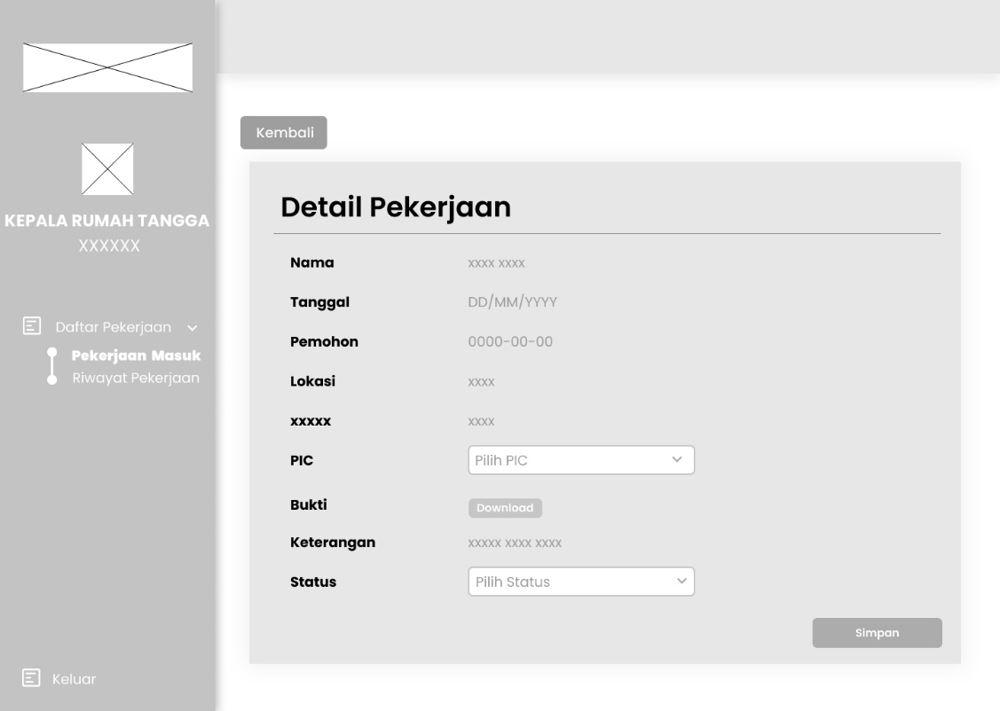 KEPALA RUMAH TANGGA
XXXXXX
Daftar Pekerjaan
Pekerjaan Masuk
Riwayat Pekerjaan
Keluar
Kembali
Detail Pekerjaan
Nama xxxx xxxx
Tanggal DD/MM/YYYY
Pemohon 0000-00-00
Lokasi xxxx
xxxxx xxxx
PIC Pilih PIC
Bukti Download
Keterangan xxxxx xxxx xxxx
Status Pilih Status
Simpan